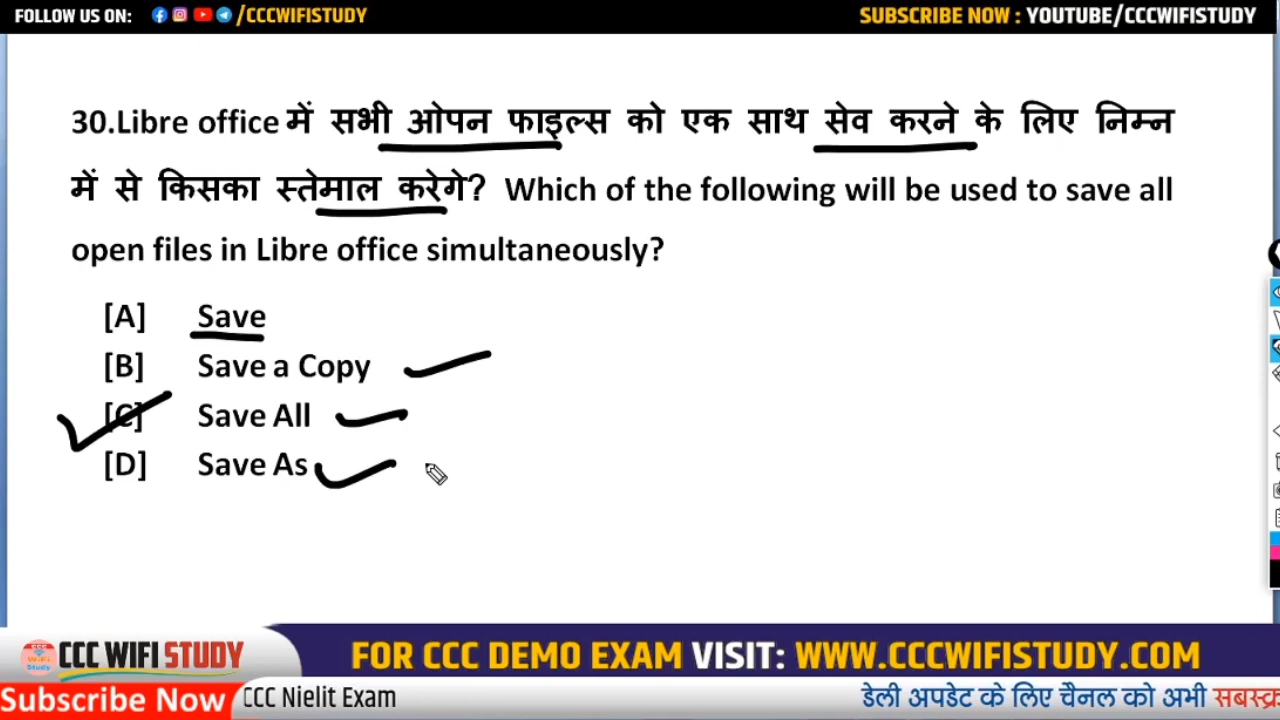 FOLLOW US ON: /CCCWIFISTUDY
SUBSCRIBE NOW : YOUTUBE/CCCWIFISTUDY
30.Libre office में सभी ओपन फाइल्स को एक साथ सेव करने के लिए निम्न
में से किसका स्तेमाल करेगे? Which of the following will be used to save all
open files in Libre office simultaneously?
[A] Save
[B] Save a Copy
[C] Save All
[D] Save As
CCC WiFi Study
CCC WIFI STUDY
FOR CCC DEMO EXAM VISIT: WWW.CCCWIFISTUDY.COM
Subscribe Now
CCC Nielit Exam
डेली अपडेट के लिए चैनल को अभी